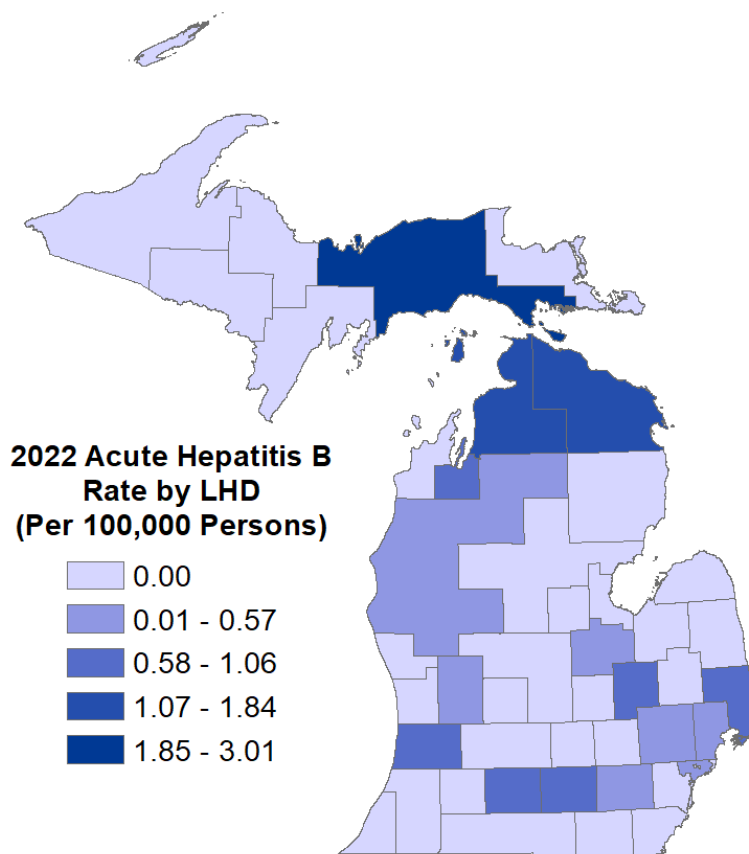 2022 Acute Hepatitis B
Rate by LHD
(Per 100,000 Persons)
0.00
0.01 - 0.57
0.58 - 1.06
1.07 - 1.84
1.85 - 3.01